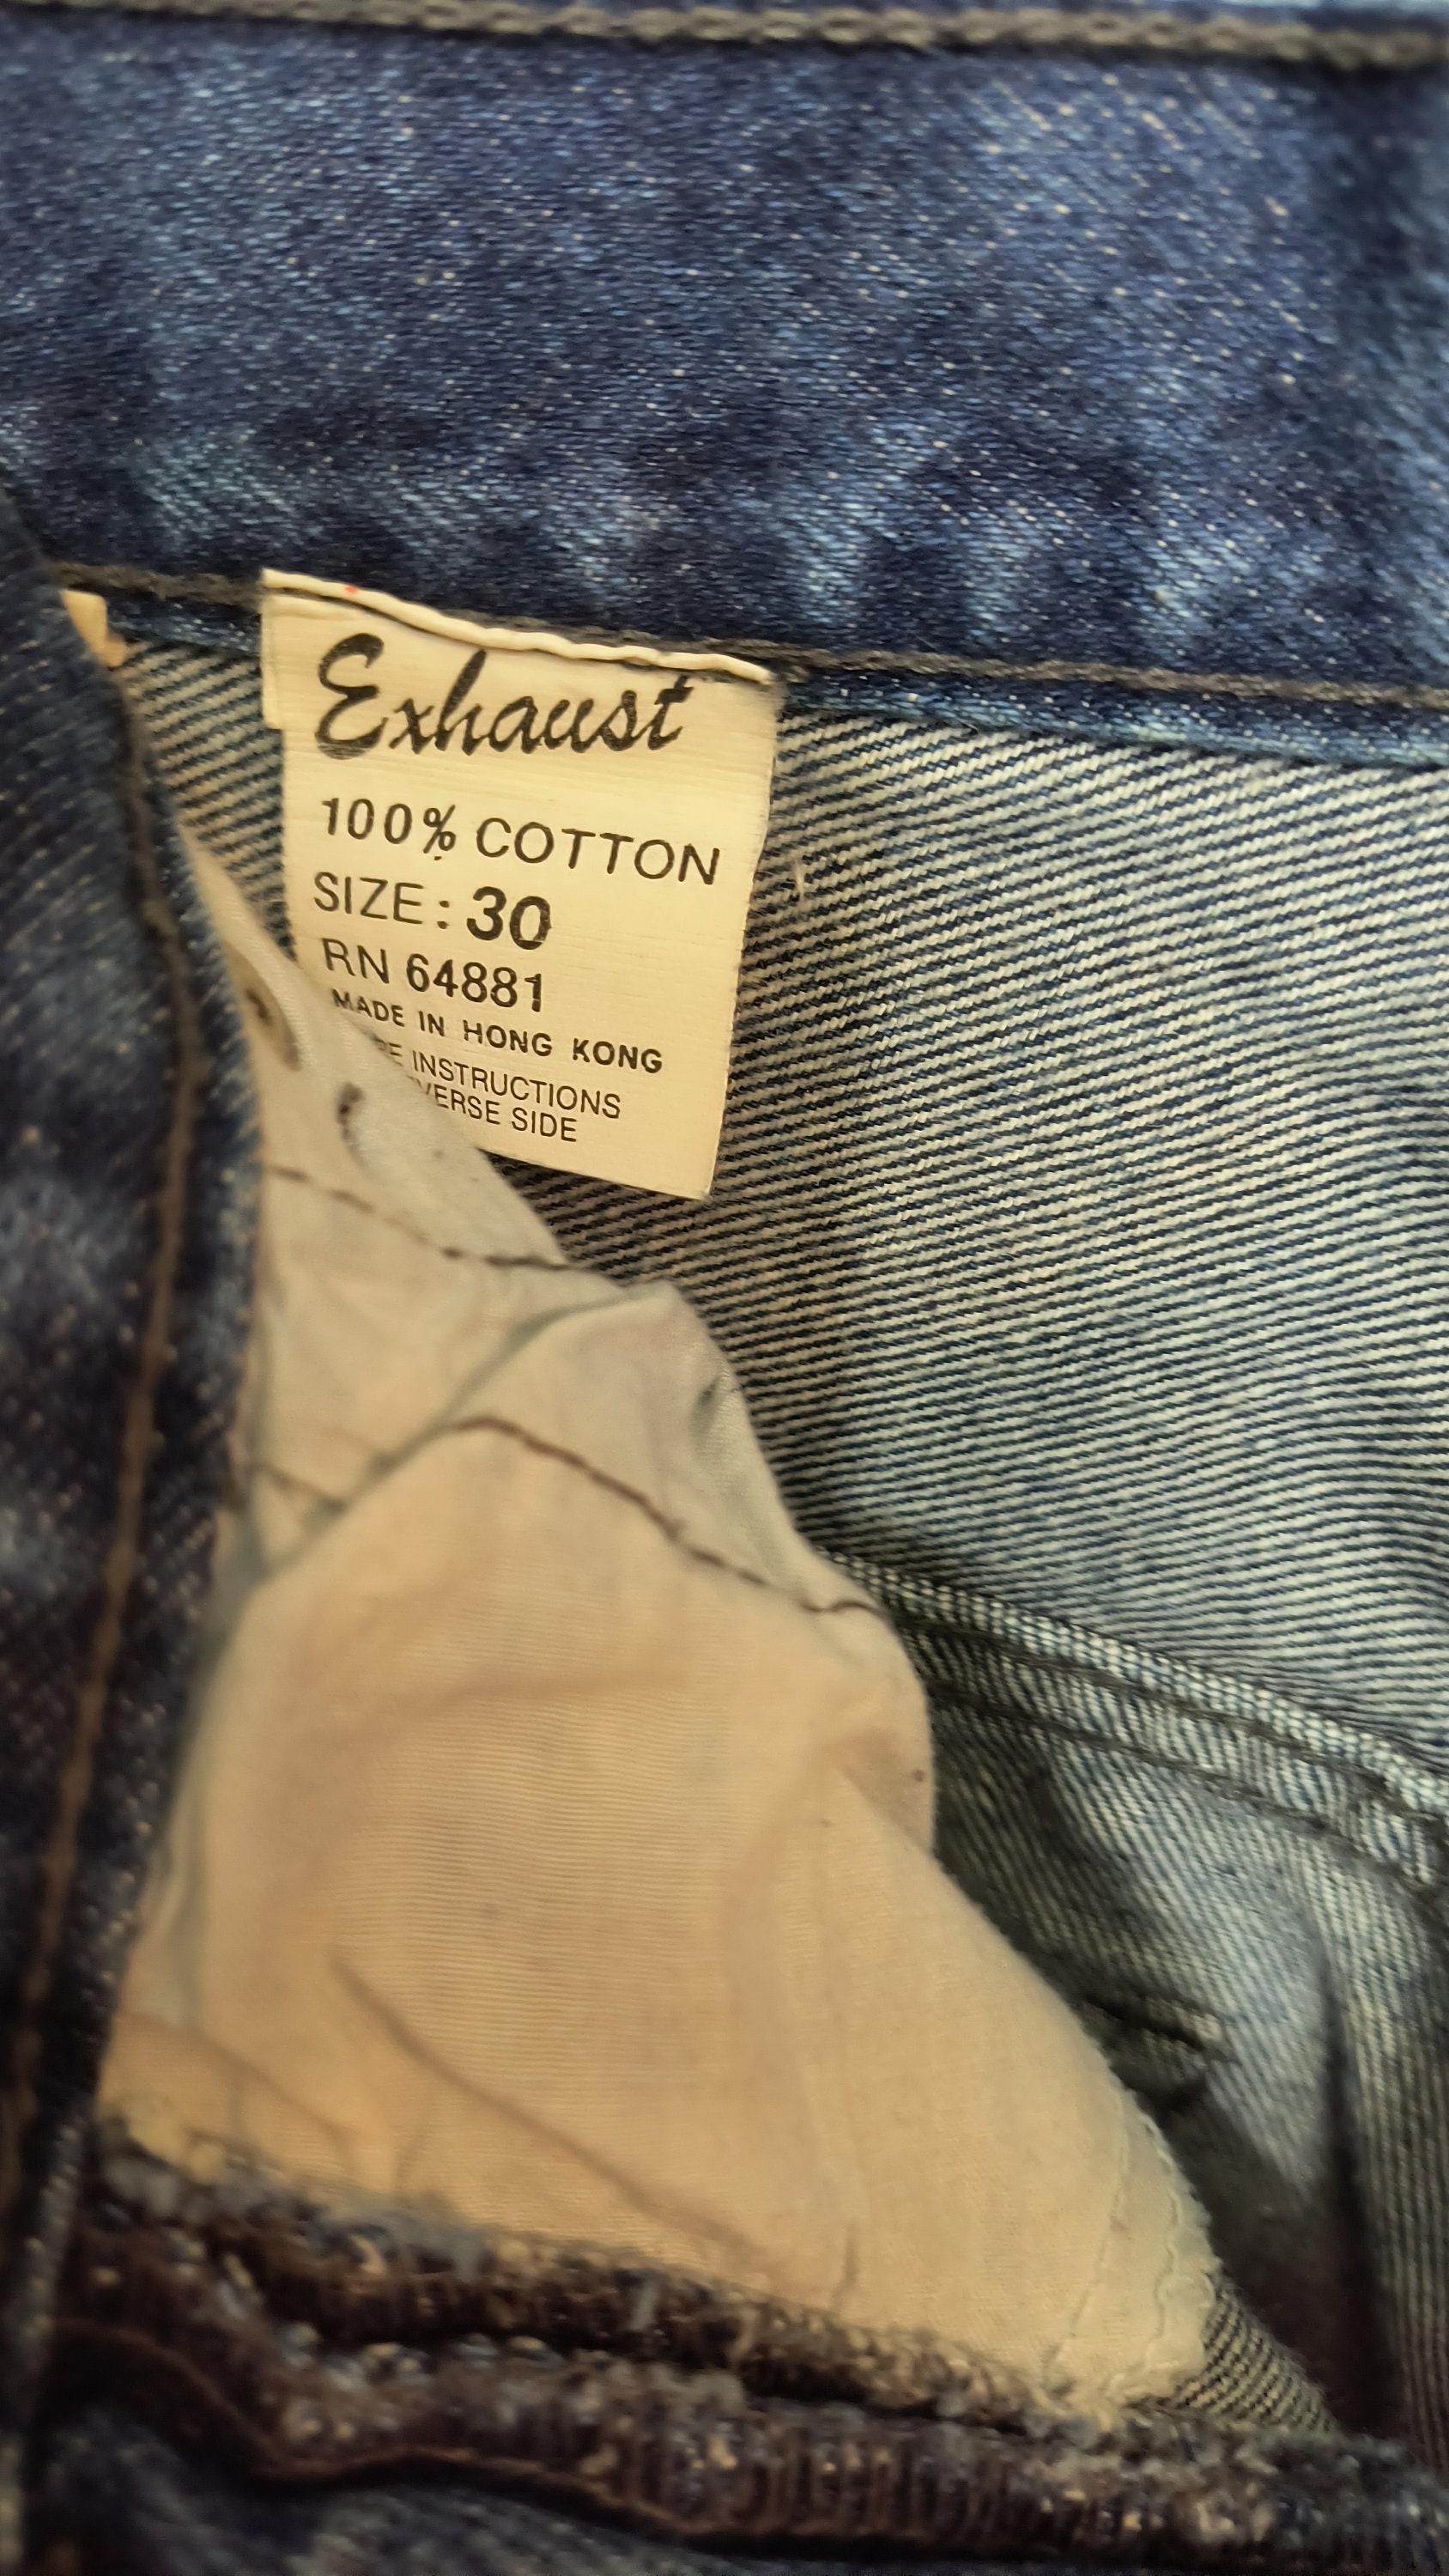 Exhaust
100% COTTON
SIZE: 30
RN 64881
MADE IN HONG KONG
INSTRUCTIONS
SIDE